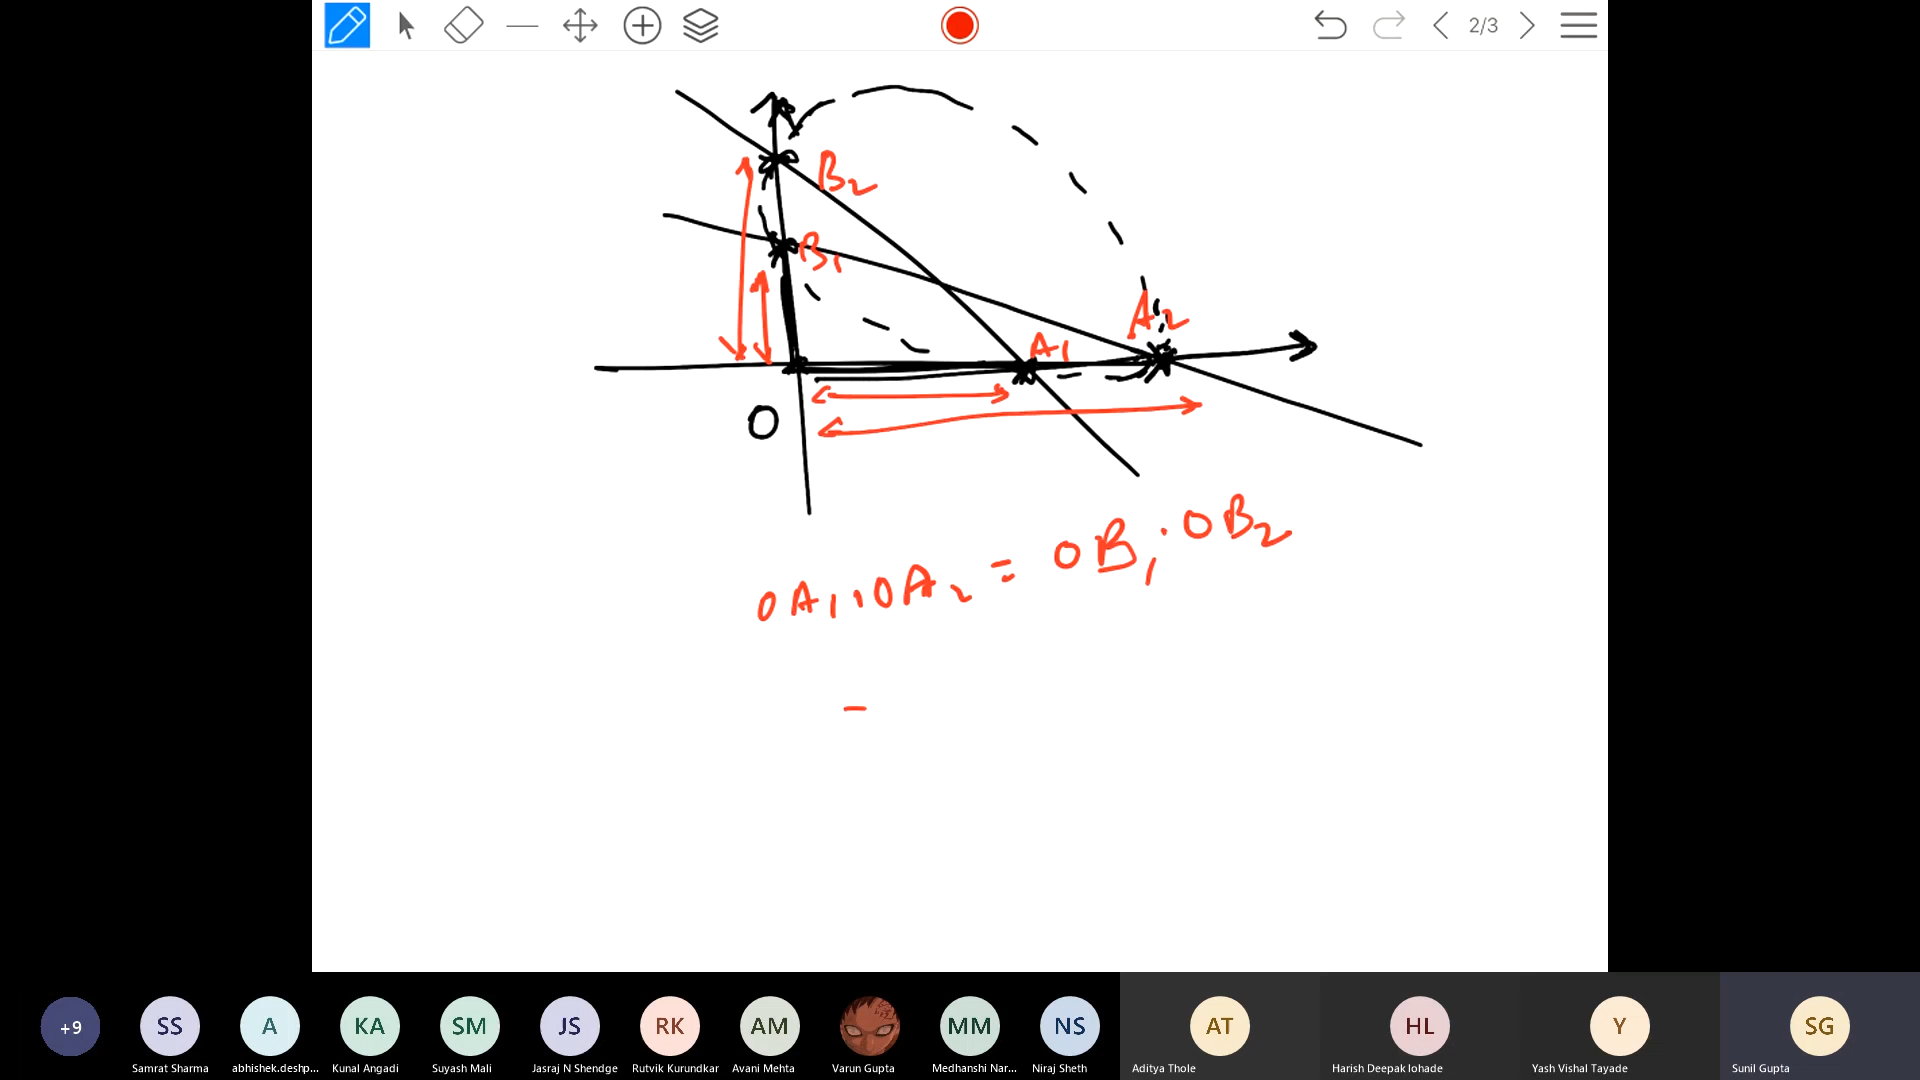 2/3
B2
B1
A1
A2
O
OA1.OA2 = OB1.OB2
+9
SS
A
KA
SM
JS
RK
AM
MM
NS
AT
HL
Y
SG
Samrat Sharma
abhishek.deshp...
Kunal Angadi
Suyash Mali
Jasraj N Shendge
Rutvik Kurundkar
Avani Mehta
Varun Gupta
Medhanshi Nar...
Niraj Sheth
Aditya Thole
Harish Deepak lohade
Yash Vishal Tayade
Sunil Gupta